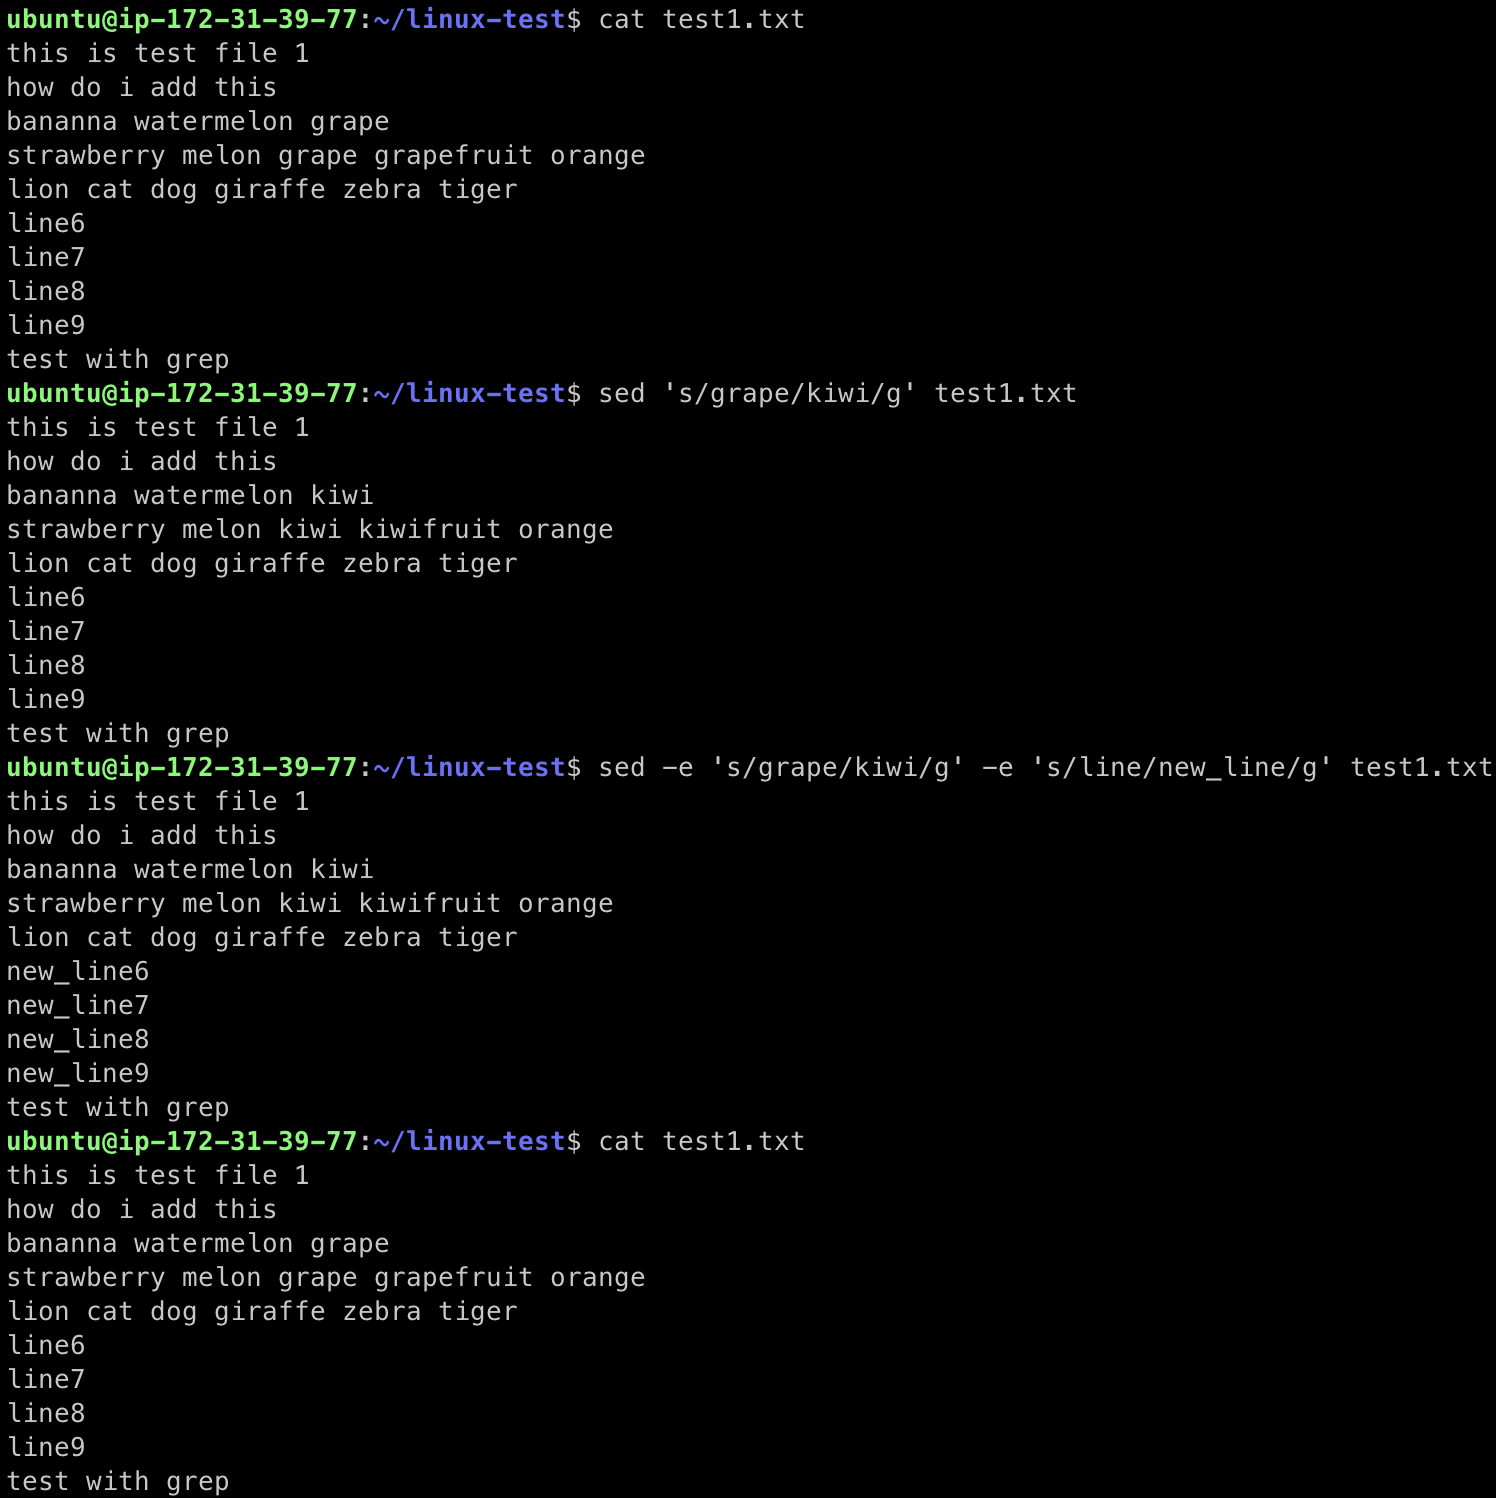 ubuntu@ip-172-31-39-77:~/linux-test$ cat test1.txt
this is test file 1
how do i add this
bananna watermelon grape
strawberry melon grape grapefruit orange
lion cat dog giraffe zebra tiger
line6
line7
line8
line9
test with grep
ubuntu@ip-172-31-39-77:~/linux-test$ sed 's/grape/kiwi/g' test1.txt
this is test file 1
how do i add this
bananna watermelon kiwi
strawberry melon kiwi kiwifruit orange
lion cat dog giraffe zebra tiger
line6
line7
line8
line9
test with grep
ubuntu@ip-172-31-39-77:~/linux-test$ sed -e 's/grape/kiwi/g' -e 's/line/new_line/g' test1.txt
this is test file 1
how do i add this
bananna watermelon kiwi
strawberry melon kiwi kiwifruit orange
lion cat dog giraffe zebra tiger
new_line6
new_line7
new_line8
new_line9
test with grep
ubuntu@ip-172-31-39-77:~/linux-test$ cat test1.txt
this is test file 1
how do i add this
bananna watermelon grape
strawberry melon grape grapefruit orange
lion cat dog giraffe zebra tiger
line6
line7
line8
line9
test with grep